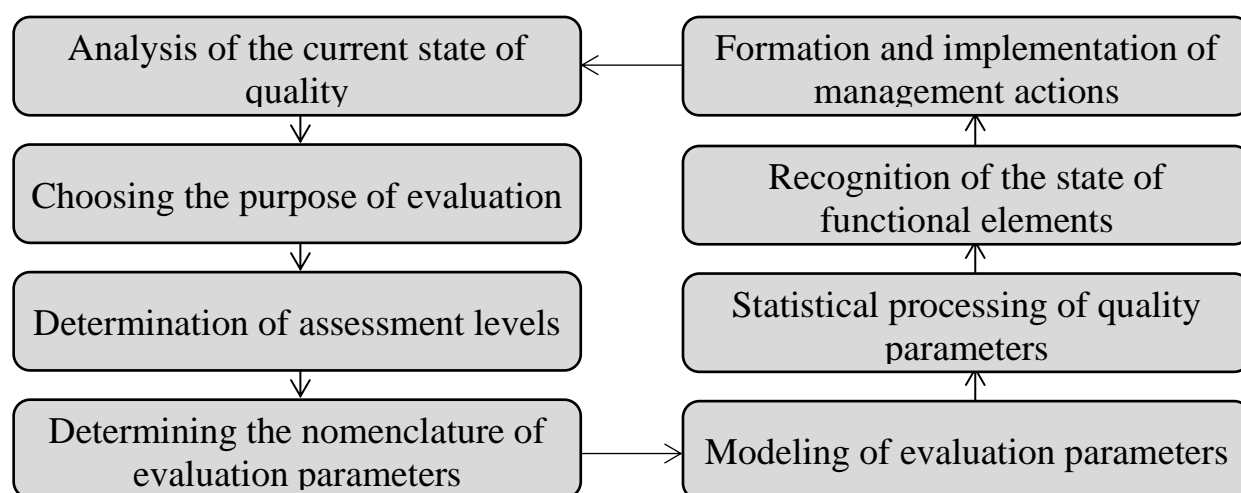 Analysis of the current state of
quality
Choosing the purpose of evaluation
Determination of assessment levels
Determining the nomenclature of
evaluation parameters
Formation and implementation of
management actions
Recognition of the state of
functional elements
Statistical processing of quality
parameters
Modeling of evaluation parameters